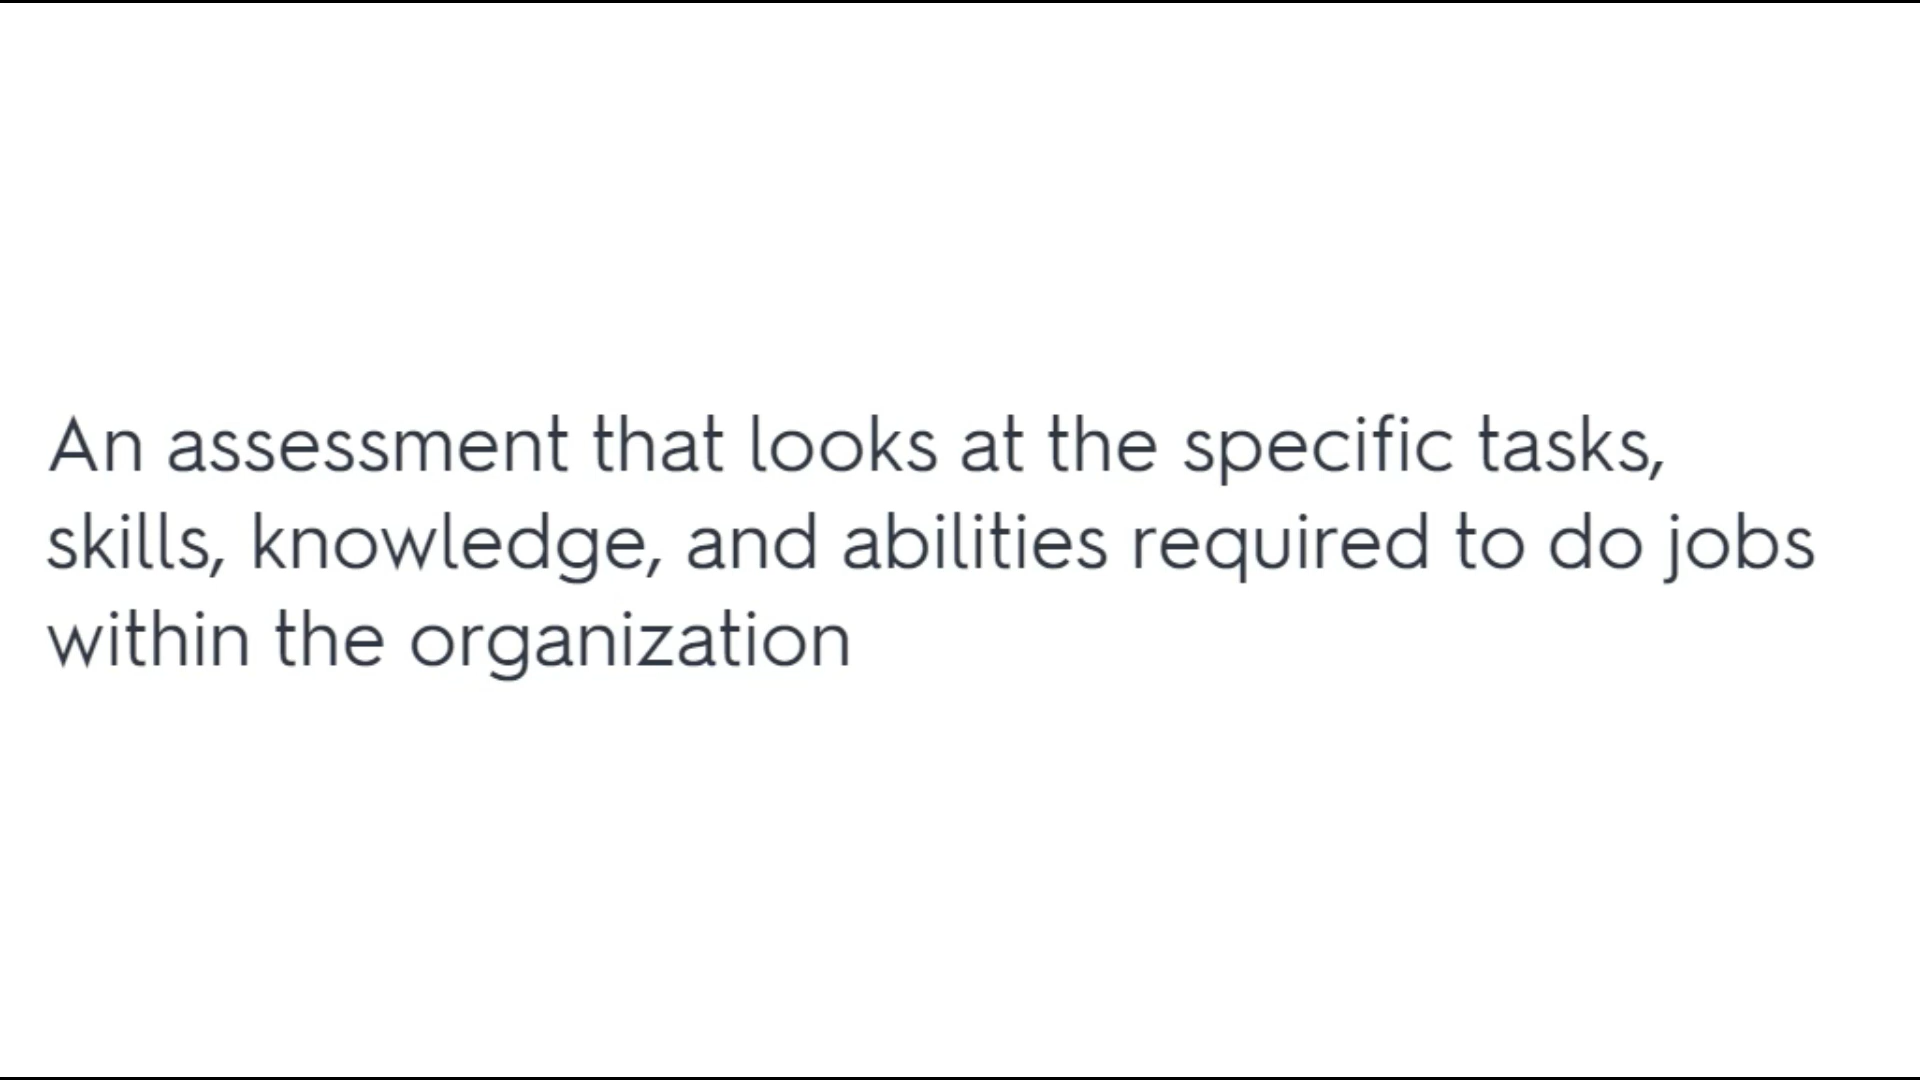 An assessment that looks at the specific tasks,
skills, knowledge, and abilities required to do jobs
within the organization